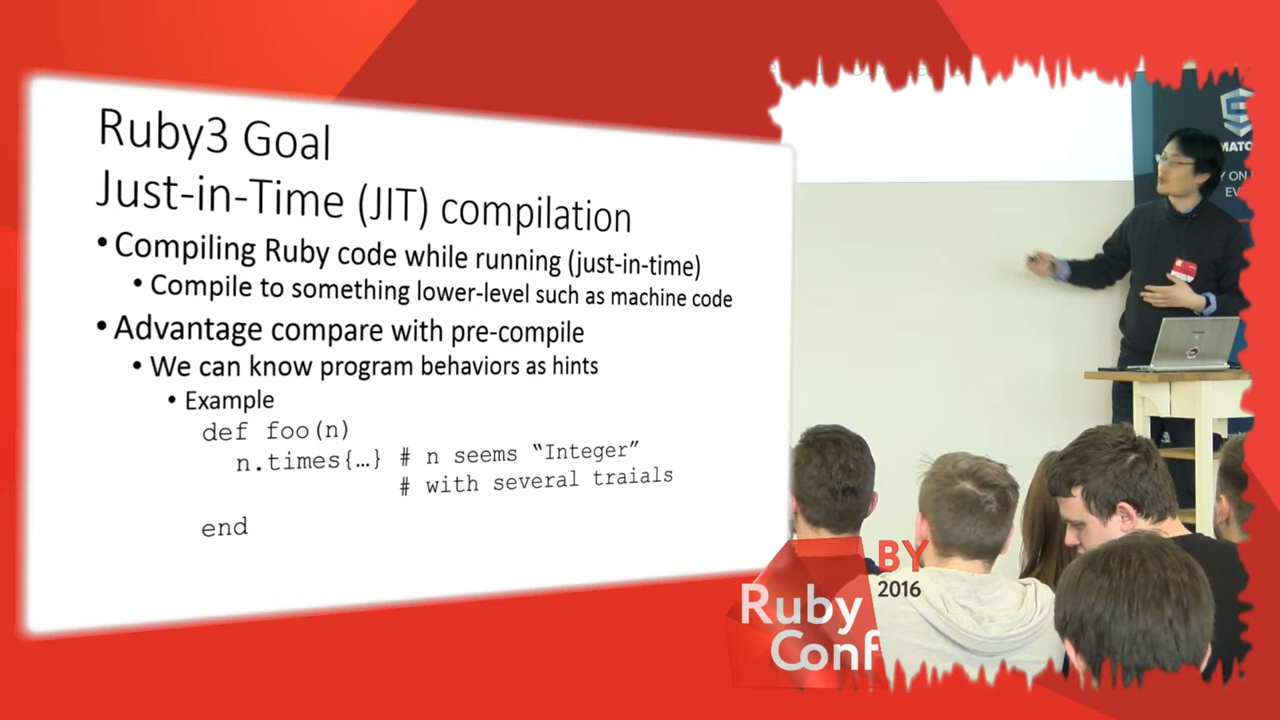 Ruby3 Goal
Just-in-Time (JIT) compilation
• Compiling Ruby code while running (just-in-time)
• Compile to something lower-level such as machine code
• Advantage compare with pre-compile
• We can know program behaviors as hints
• Example
def foo(n)
n.times{…} # n seems “Integer”
# with several traials
end
BY
2016
Ruby
Conf